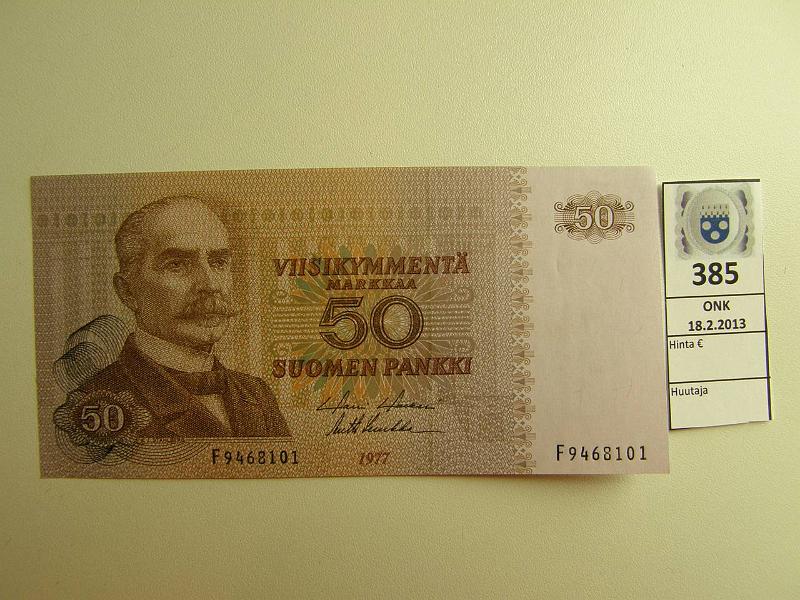 50
VIISIKYMMENTÄ
MARKKAA
50
SUOMEN PANKKI
50
F9468101
1977
F9468101
385
ONK
18.2.2013
Hinta €
Huutaja